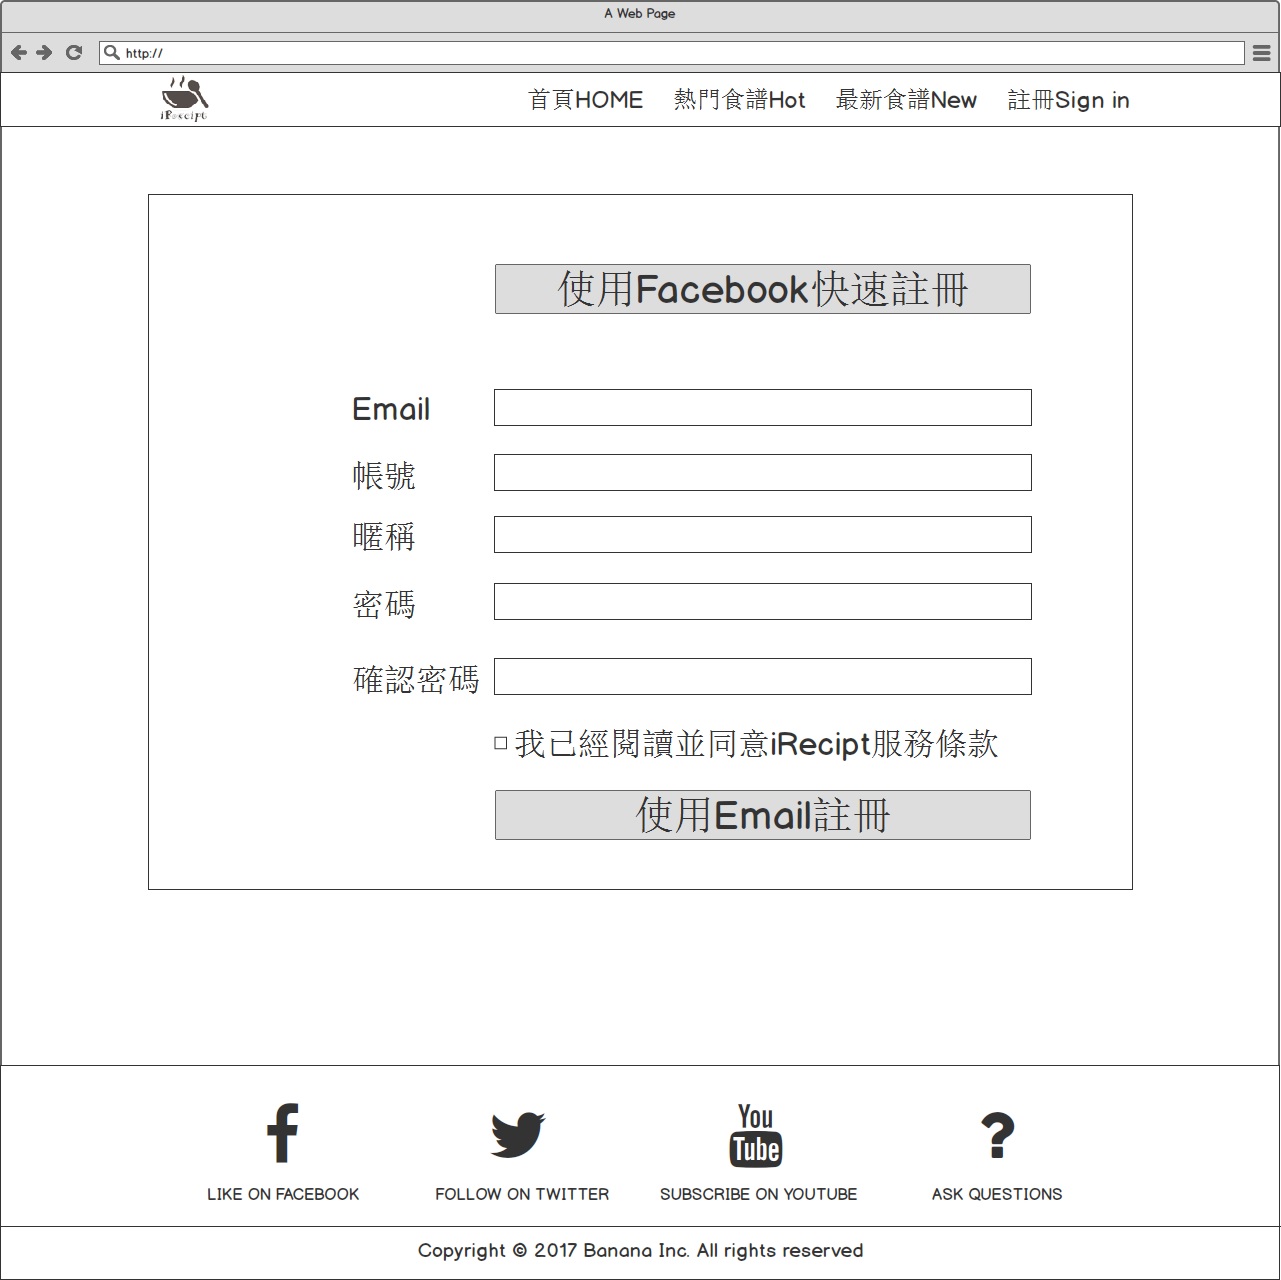 A Web Page
http://
iRecipt
首頁HOME 熱門食譜Hot 最新食譜New 註冊Sign in
使用Facebook快速註冊
Email
帳號
暱稱
密碼
確認密碼
我已經閱讀並同意iRecipt服務條款
使用Email註冊
You
Tube
?
LIKE ON FACEBOOK FOLLOW ON TWITTER SUBSCRIBE ON YOUTUBE ASK QUESTIONS
Copyright © 2017 Banana Inc. All rights reserved